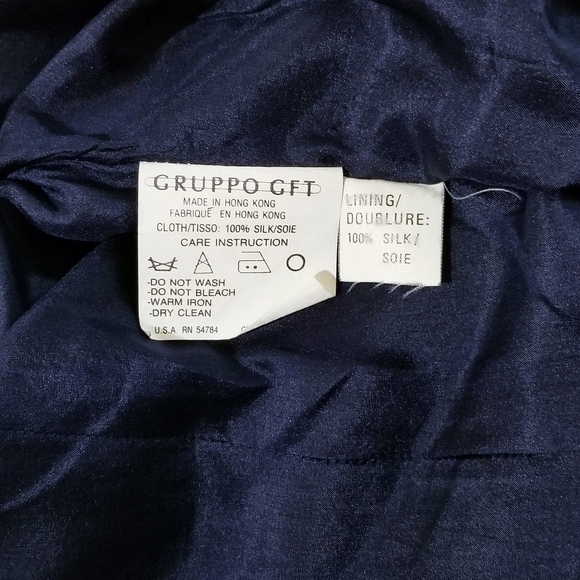 GRUPPO GFT
MADE IN HONG KONG
FABRIQUÉ EN HONG KONG
CLOTH/TISSO: 100% SILK/SOIE
CARE INSTRUCTION
-DO NOT WASH
-DO NOT BLEACH
-WARM IRON
-DRY CLEAN
U.S.A. RN 54784
LINING/
DOUBLURE:
100% SILK/
SOIE